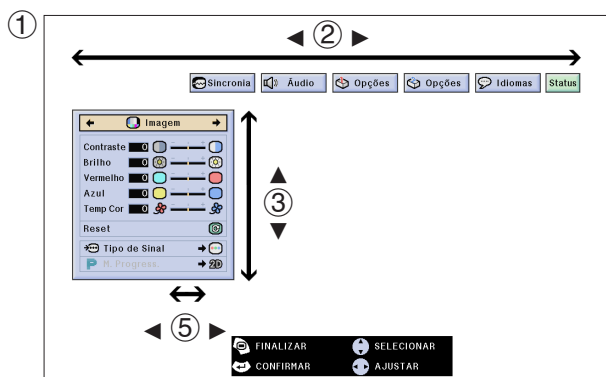 ①
◄ ② ►
Sincronia Áudio Opções Opções Idiomas Status
Imagem
Contraste 0
Brilho 0
Vermelho 0
Azul 0
Temp Cor 0
Reset
Tipo de Sinal
P M. Progress. 2D
▲
③
▼
◄ ⑤ ►
FINALIZAR SELECIONAR
CONFIRMAR AJUSTAR